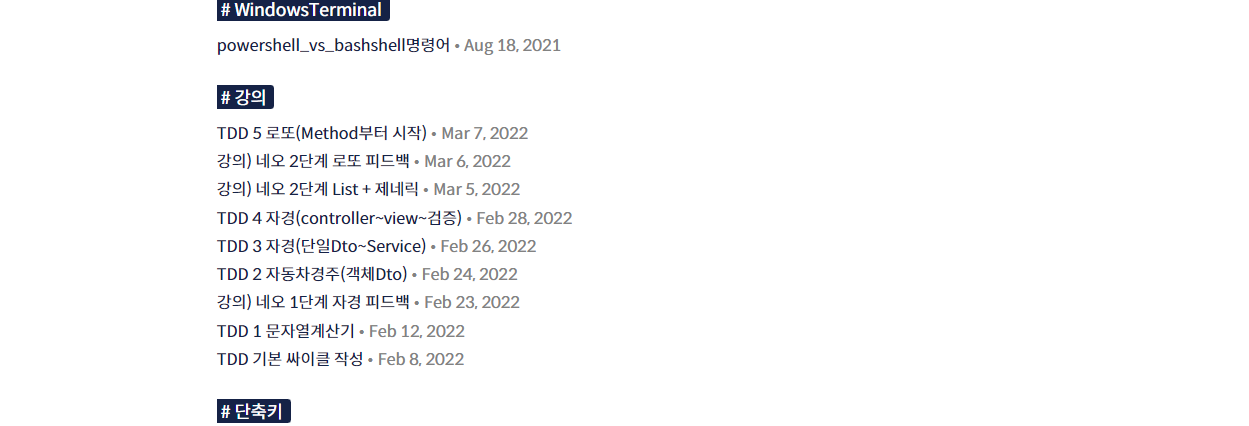 # WindowsTerminal
powershell_vs_bashshell명령어 • Aug 18, 2021
# 강의
TDD 5 로또(Method부터 시작) • Mar 7, 2022
강의) 네오 2단계 로또 피드백 • Mar 6, 2022
강의) 네오 2단계 List + 제네릭 • Mar 5, 2022
TDD 4 자경(controller~view~검증) • Feb 28, 2022
TDD 3 자경(단일Dto~Service) • Feb 26, 2022
TDD 2 자동차경주(객체Dto) • Feb 24, 2022
강의) 네오 1단계 자경 피드백 • Feb 23, 2022
TDD 1 문자열계산기 • Feb 12, 2022
TDD 기본 싸이클 작성 • Feb 8, 2022
# 단축키